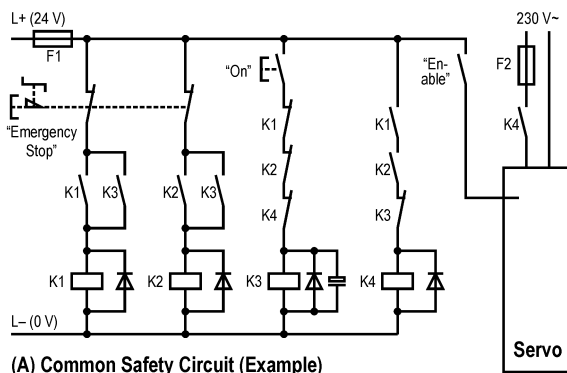 L+ (24 V)
230 V~
F1
"On"
"En-
able"
F2
"Emergency
Stop"
K1
K1
K4
K1
K3
K2
K3
K2
K2
K4
K3
K1
K2
K3
K4
L– (0 V)
Servo
(A) Common Safety Circuit (Example)